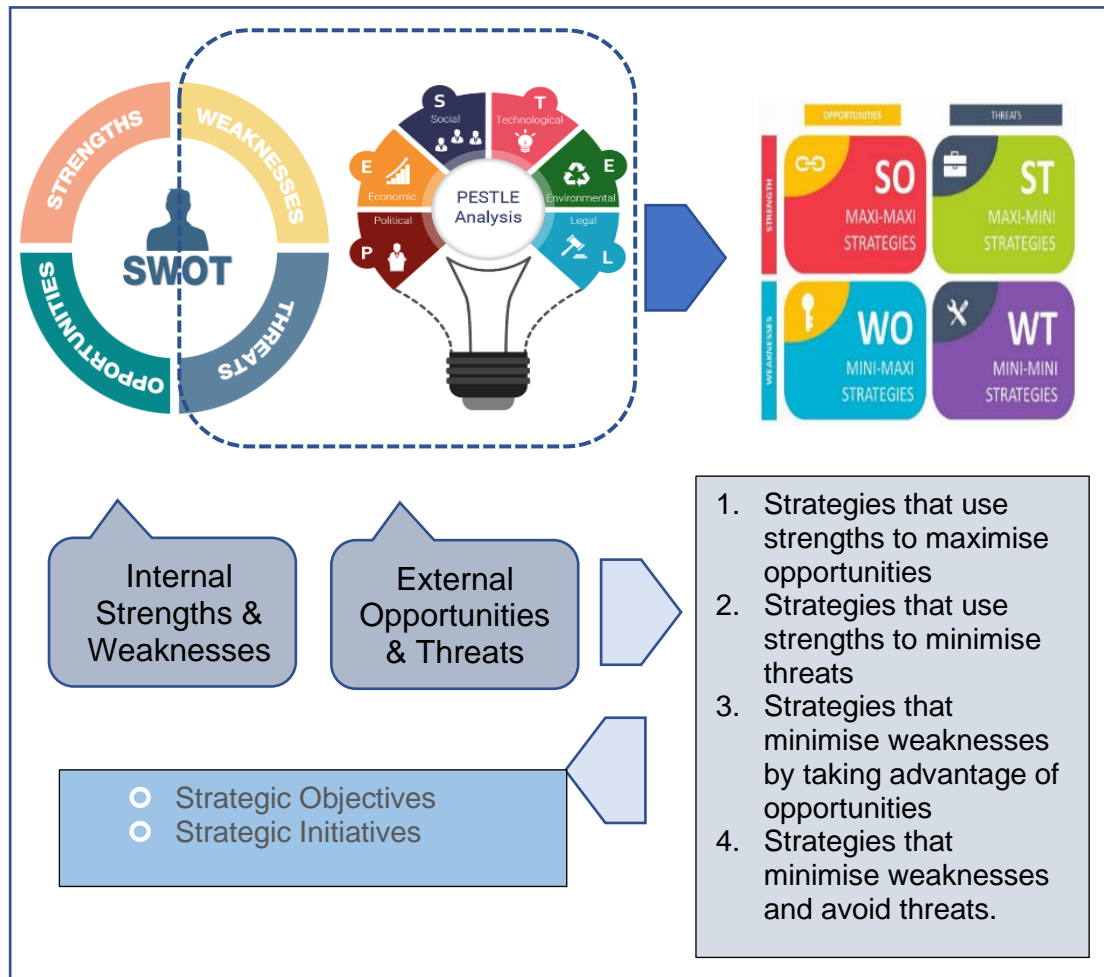 STRENGTHS
WEAKNESSES
OPPORTUNITIES
THREATS
SWOT
P
Political
E
Economic
S
Social
T
Technological
E
Environmental
L
Legal
PESTLE
Analysis
OPPORTUNITIES
THREATS
STRENGTH
WEAKNESSES
SO
MAXI-MAXI
STRATEGIES
ST
MAXI-MINI
STRATEGIES
WO
MINI-MAXI
STRATEGIES
WT
MINI-MINI
STRATEGIES
Internal
Strengths &
Weaknesses
External
Opportunities
& Threats
1. Strategies that use
strengths to maximise
opportunities
2. Strategies that use
strengths to minimise
threats
3. Strategies that
minimise weaknesses
by taking advantage of
opportunities
4. Strategies that
minimise weaknesses
and avoid threats.
Strategic Objectives
Strategic Initiatives